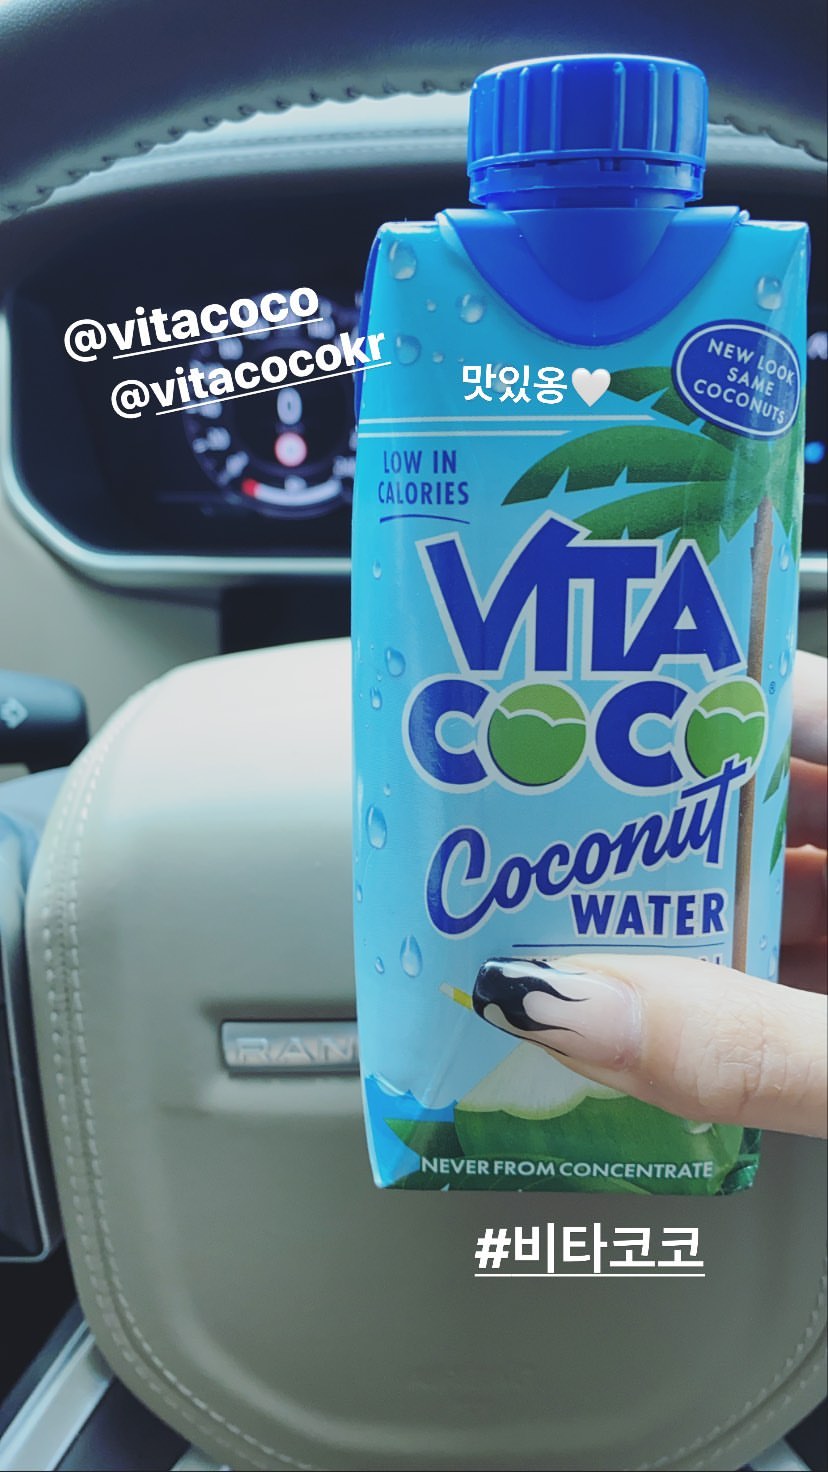 @vitacoco
@vitacocokr
맛있옹🤍
NEW LOOK
SAME
COCONUTS
LOW IN
CALORIES
VITA
COCO
®
Coconut
WATER
NEVER FROM CONCENTRATE
#비타코코
0